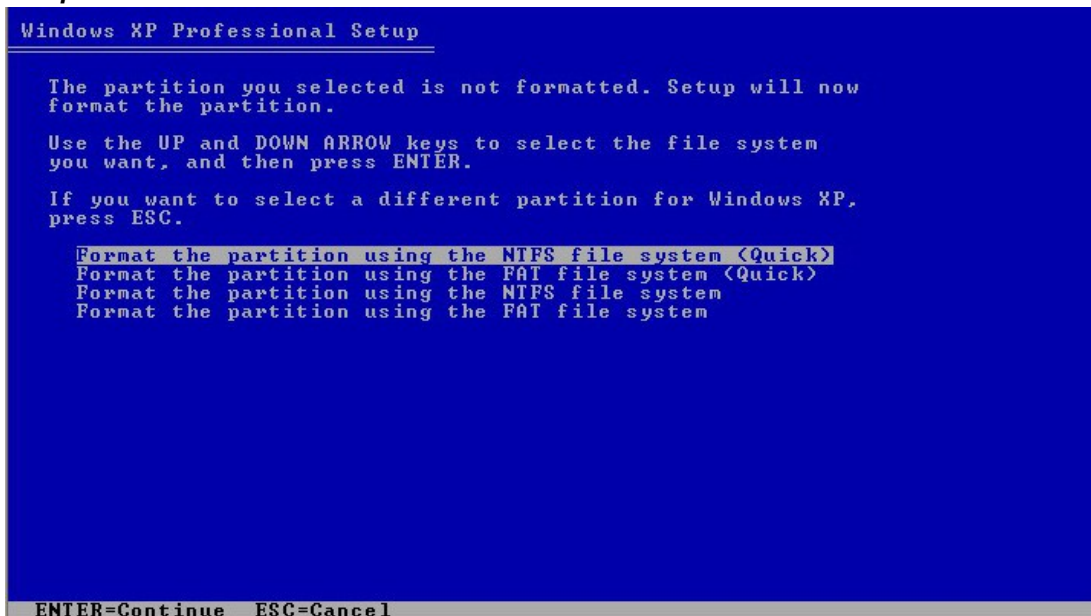 Windows XP Professional Setup
The partition you selected is not formatted. Setup will now
format the partition.
Use the UP and DOWN ARROW keys to select the file system
you want, and then press ENTER.
If you want to select a different partition for Windows XP,
press ESC.
Format the partition using the NTFS file system (Quick)
Format the partition using the FAT file system (Quick)
Format the partition using the NTFS file system
Format the partition using the FAT file system
ENTER=Continue ESC=Cancel